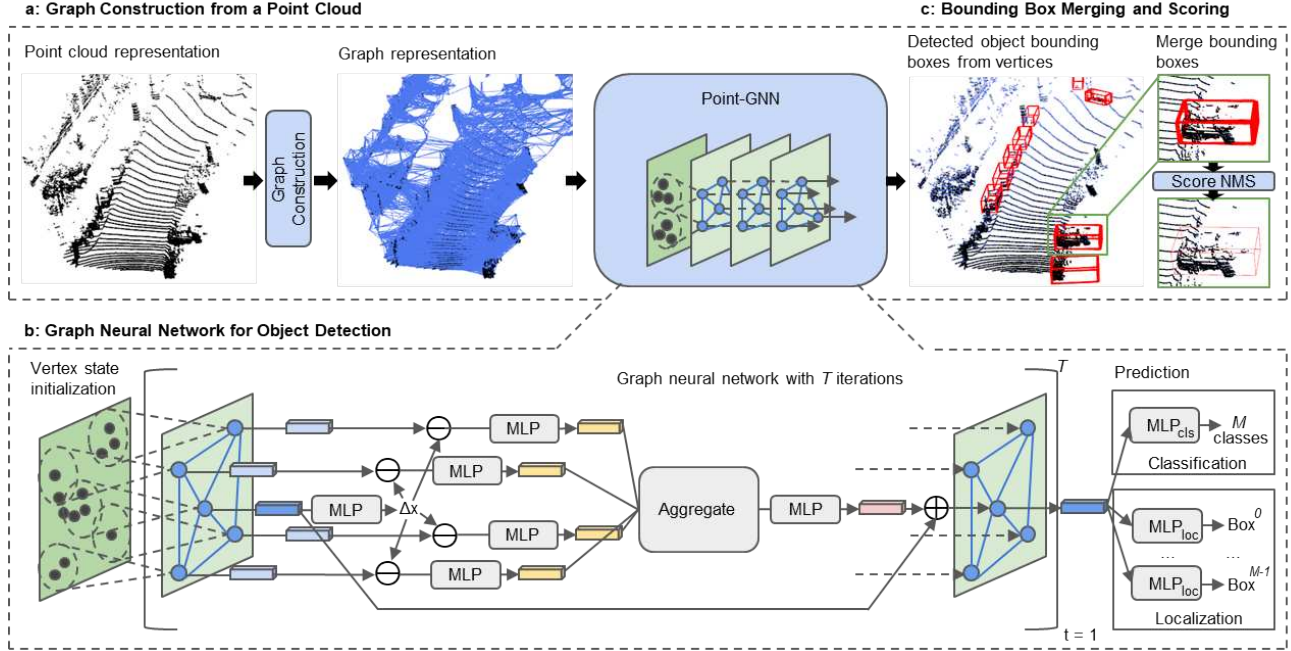 a: Graph Construction from a Point Cloud
c: Bounding Box Merging and Scoring
Point cloud representation
Graph Construction
Graph representation
Point-GNN
Detected object bounding
boxes from vertices
Merge bounding
boxes
Score NMS
b: Graph Neural Network for Object Detection
Vertex state
initialization
Graph neural network with T iterations
T
t = 1
MLP
MLP
MLP
MLP
MLP
Δx
Aggregate
MLP
Prediction
MLPcls
M
classes
Classification
MLPloc
Box0
... ...
MLPloc
BoxM-1
Localization